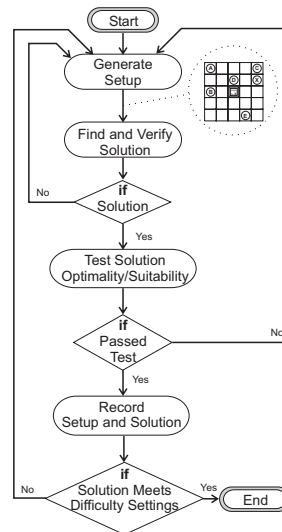 Start
Generate
Setup
A
C
D
X
B
E
Find and Verify
Solution
if
Solution
No
Yes
Test Solution
Optimality/Suitability
if
Passed
Test
No
Yes
Record
Setup and Solution
if
Solution Meets
Difficulty Settings
No
Yes
End